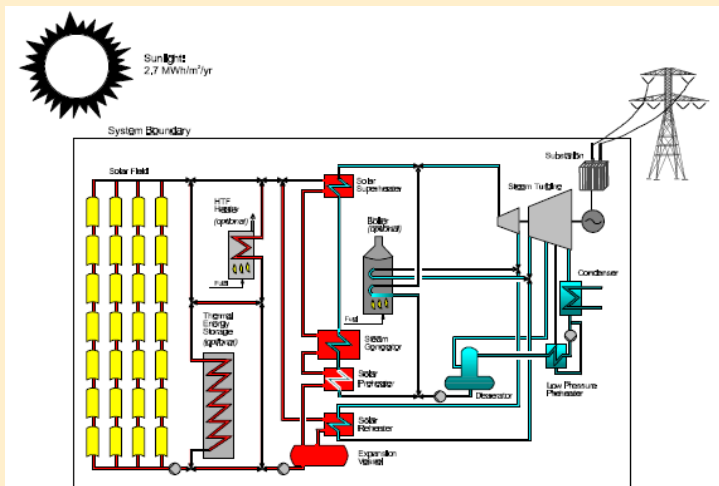 Sunlight:
2,7 MWh/m²/yr
System Boundary
Solar Field
HTF
Heater
(optional)
Fuel
Thermal
Energy
Storage
(optional)
Solar
Superheater
Boiler
(optional)
Fuel
Steam
Generator
Solar
Preheater
Solar
Reheater
Expansion
Vessel
Deaerator
Steam Turbine
Substation
Condenser
Low Pressure
Preheater